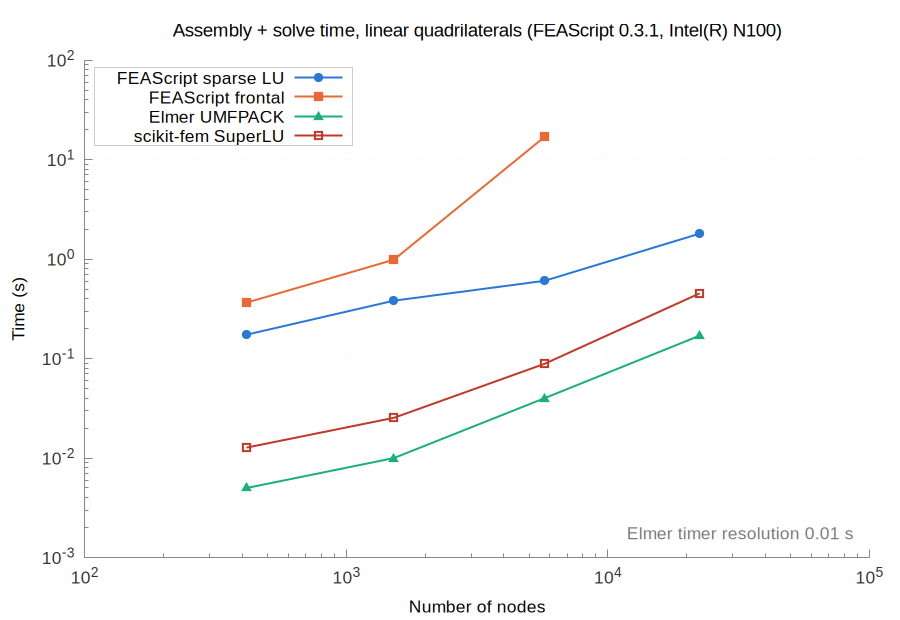 Assembly + solve time, linear quadrilaterals (FEAScript 0.3.1, Intel(R) N100)
FEAScript sparse LU
FEAScript frontal
Elmer UMFPACK
scikit-fem SuperLU
10²
10¹
10⁰
10⁻¹
10⁻²
10⁻³
Time (s)
Elmer timer resolution 0.01 s
10² 10³ 10⁴ 10⁵
Number of nodes